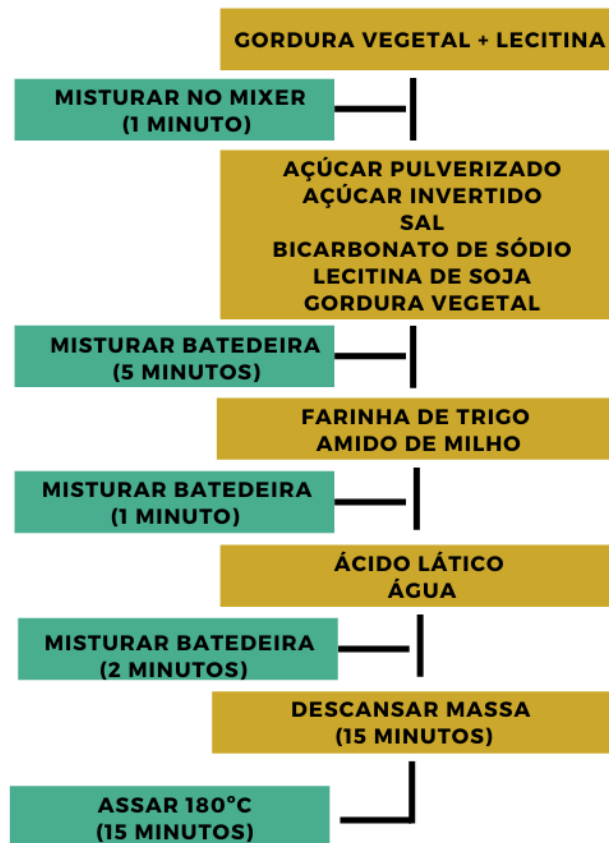 GORDURA VEGETAL + LECITINA
MISTURAR NO MIXER
(1 MINUTO)
AÇÚCAR PULVERIZADO
AÇÚCAR INVERTIDO
SAL
BICARBONATO DE SÓDIO
LECITINA DE SOJA
GORDURA VEGETAL
MISTURAR BATEDEIRA
(5 MINUTOS)
FARINHA DE TRIGO
AMIDO DE MILHO
MISTURAR BATEDEIRA
(1 MINUTO)
ÁCIDO LÁTICO
ÁGUA
MISTURAR BATEDEIRA
(2 MINUTOS)
DESCANSAR MASSA
(15 MINUTOS)
ASSAR 180°C
(15 MINUTOS)